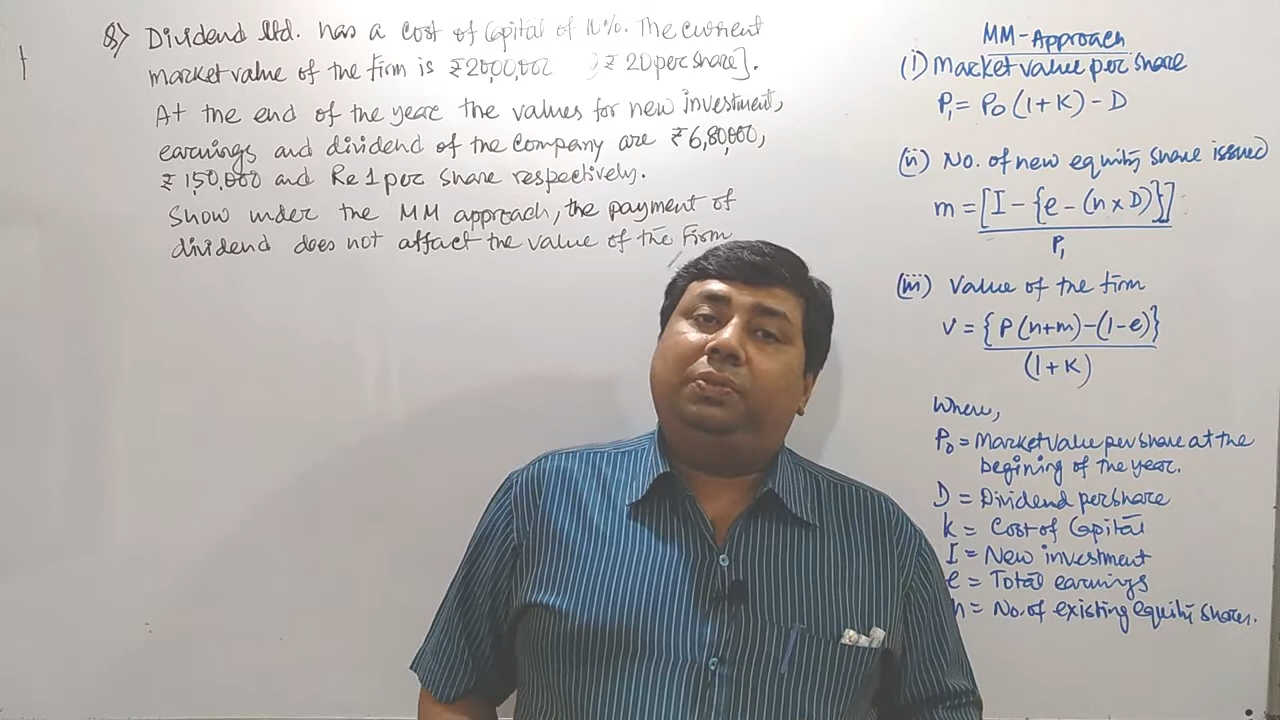 Q) Dividend Ltd. has a cost of Capital of 10%. The current
market value of the firm is ₹2000,000 ; ₹ 20 per share].
At the end of the year the values for new investment,
earnings and dividend of the Company are ₹ 6,80,000,
₹ 150,000 and Re 1 per share respectively.
Show under the MM approach, the payment of
dividend does not affect the value of the Firm
MM-Approach
(i) Market value per share
P₁ = P₀ (1+K) - D
(ii) No. of new equity share issued
m = [I - {e - (n x D)}]
P₁
(iii) Value of the firm
V = {P (n+m) - (I - e)}
(1+K)
Where,
P₀ = Market value per share at the
begining of the year.
D = Dividend per share
K = Cost of Capital
I = New investment
e = Total earnings
n = No. of existing equity shares.